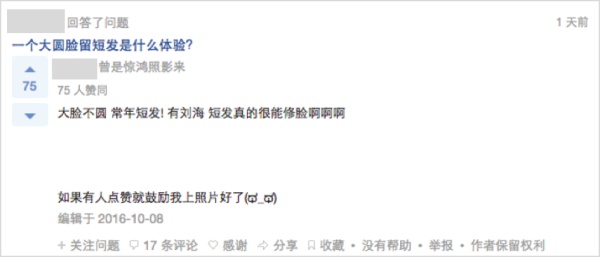 回答了问题 1 天前
一个大圆脸留短发是什么体验?
曾是惊鸿照影来
75
75 人赞同
大脸不圆 常年短发! 有刘海 短发真的很能修脸啊啊啊
如果有人点赞就鼓励我上照片好了(ಥ_ಥ)
编辑于 2016-10-08
关注问题 17 条评论 感谢 分享 收藏 • 没有帮助 • 举报 • 作者保留权利